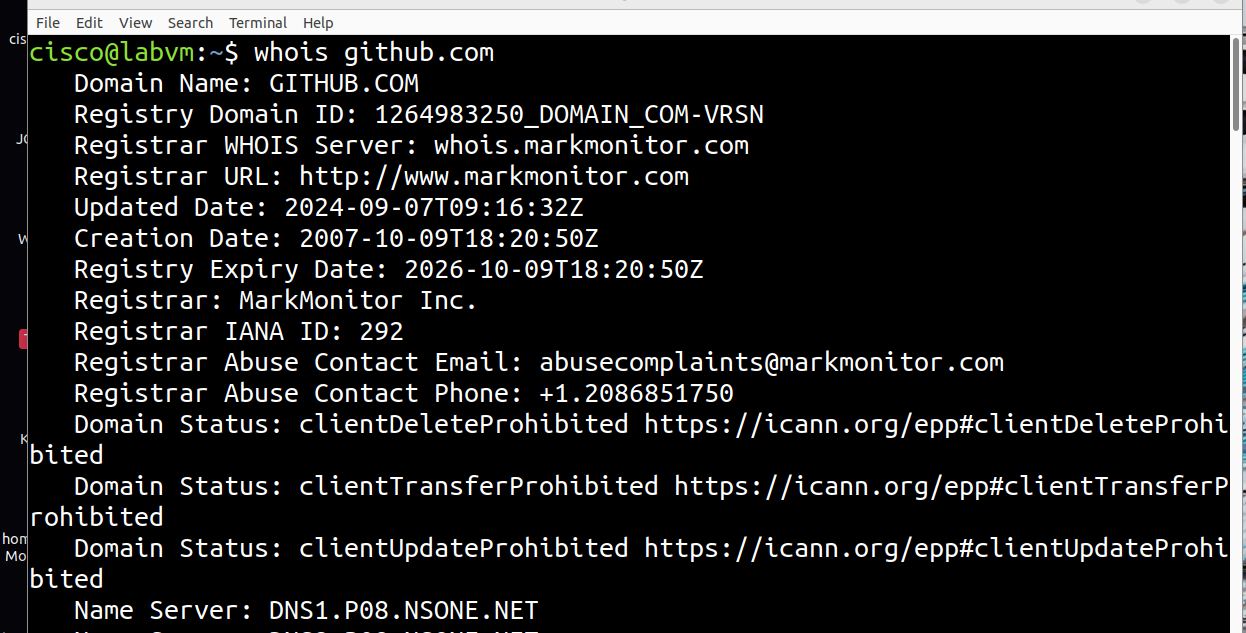 File Edit View Search Terminal Help
cis
cisco@labvm:~$ whois github.com
Domain Name: GITHUB.COM
Registry Domain ID: 1264983250_DOMAIN_COM-VRSN
JO
Registrar WHOIS Server: whois.markmonitor.com
Registrar URL: http://www.markmonitor.com
Updated Date: 2024-09-07T09:16:32Z
W
Creation Date: 2007-10-09T18:20:50Z
Registry Expiry Date: 2026-10-09T18:20:50Z
Registrar: MarkMonitor Inc.
Registrar IANA ID: 292
Registrar Abuse Contact Email: abusecomplaints@markmonitor.com
Registrar Abuse Contact Phone: +1.2086851750
Domain Status: clientDeleteProhibited https://icann.org/epp#clientDeleteProhi
K
bited
Domain Status: clientTransferProhibited https://icann.org/epp#clientTransferP
rohibited
hom
Mo
Domain Status: clientUpdateProhibited https://icann.org/epp#clientUpdateProhi
bited
Name Server: DNS1.P08.NSONE.NET